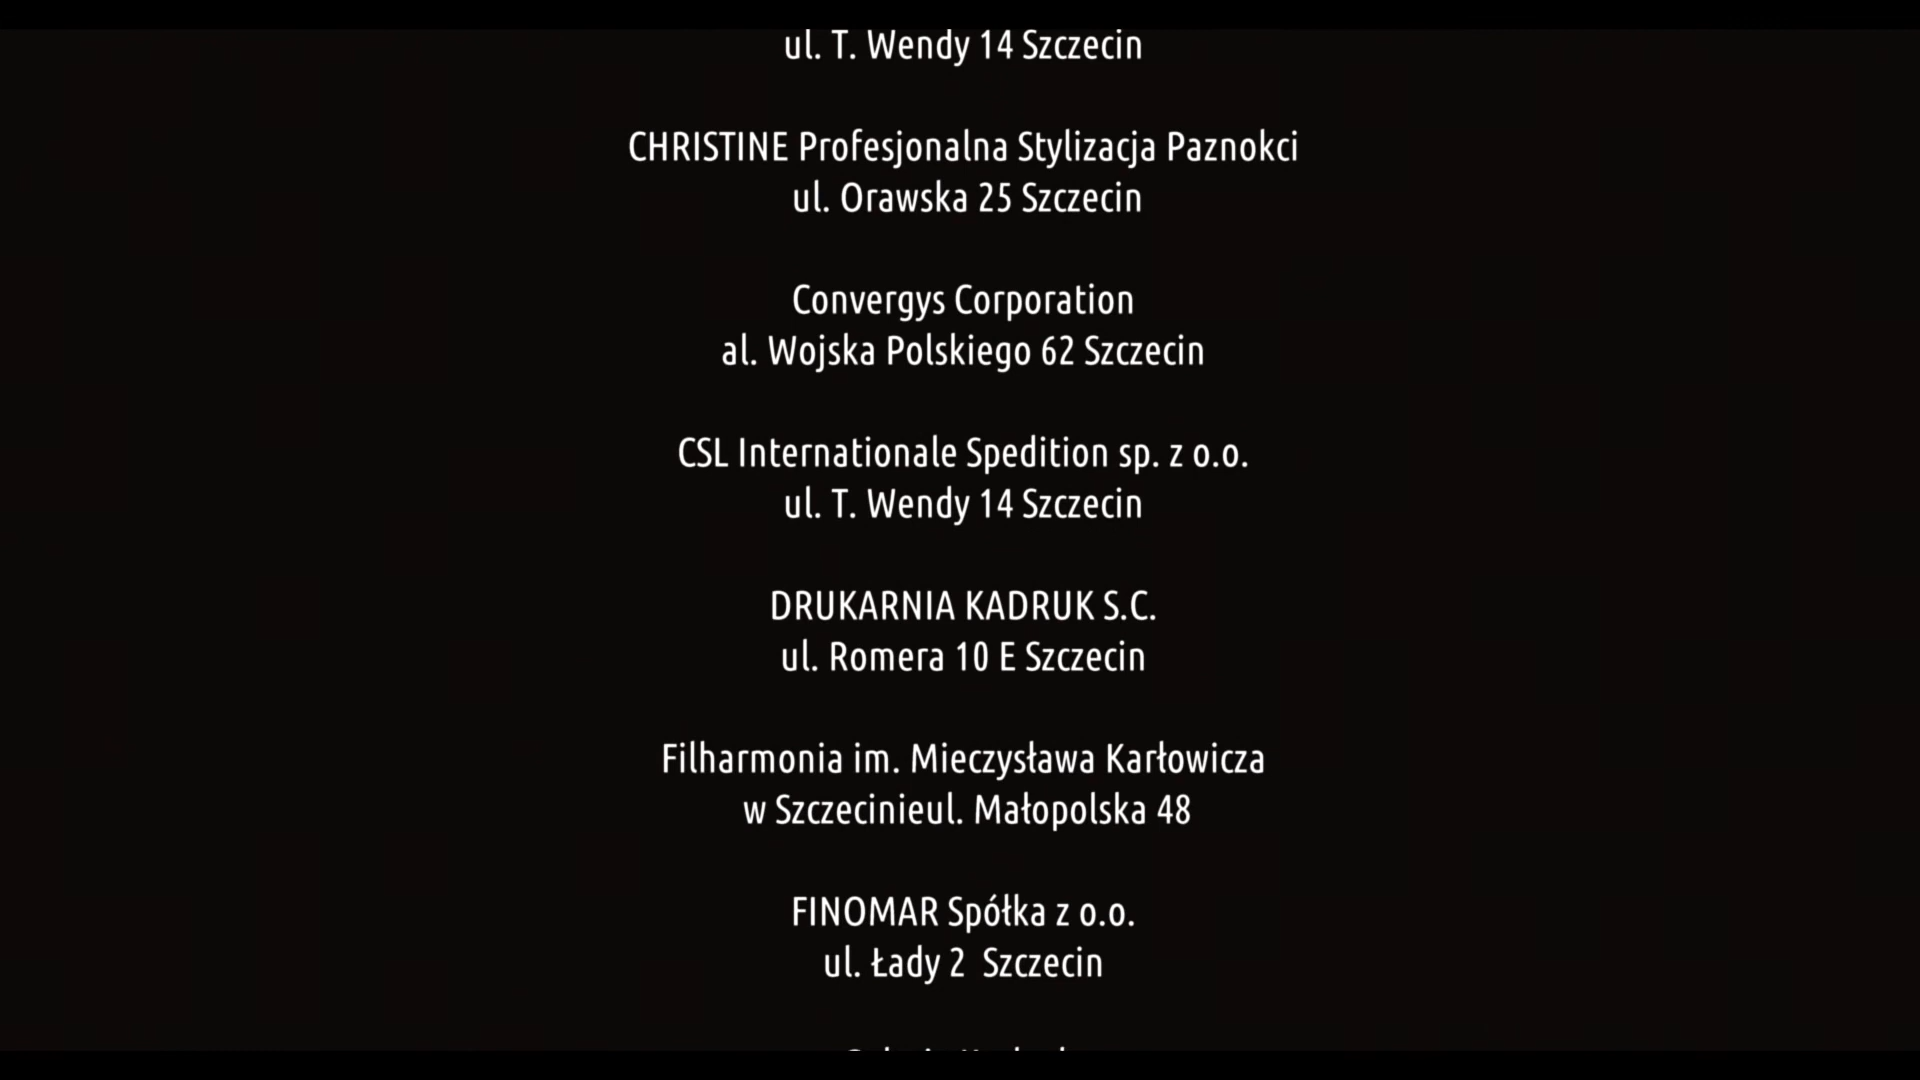 ul. T. Wendy 14 Szczecin
CHRISTINE Profesjonalna Stylizacja Paznokci
ul. Orawska 25 Szczecin
Convergys Corporation
al. Wojska Polskiego 62 Szczecin
CSL Internationale Spedition sp. z o.o.
ul. T. Wendy 14 Szczecin
DRUKARNIA KADRUK S.C.
ul. Romera 10 E Szczecin
Filharmonia im. Mieczysława Karłowicza
w Szczecinieul. Małopolska 48
FINOMAR Spółka z o.o.
ul. Łady 2  Szczecin